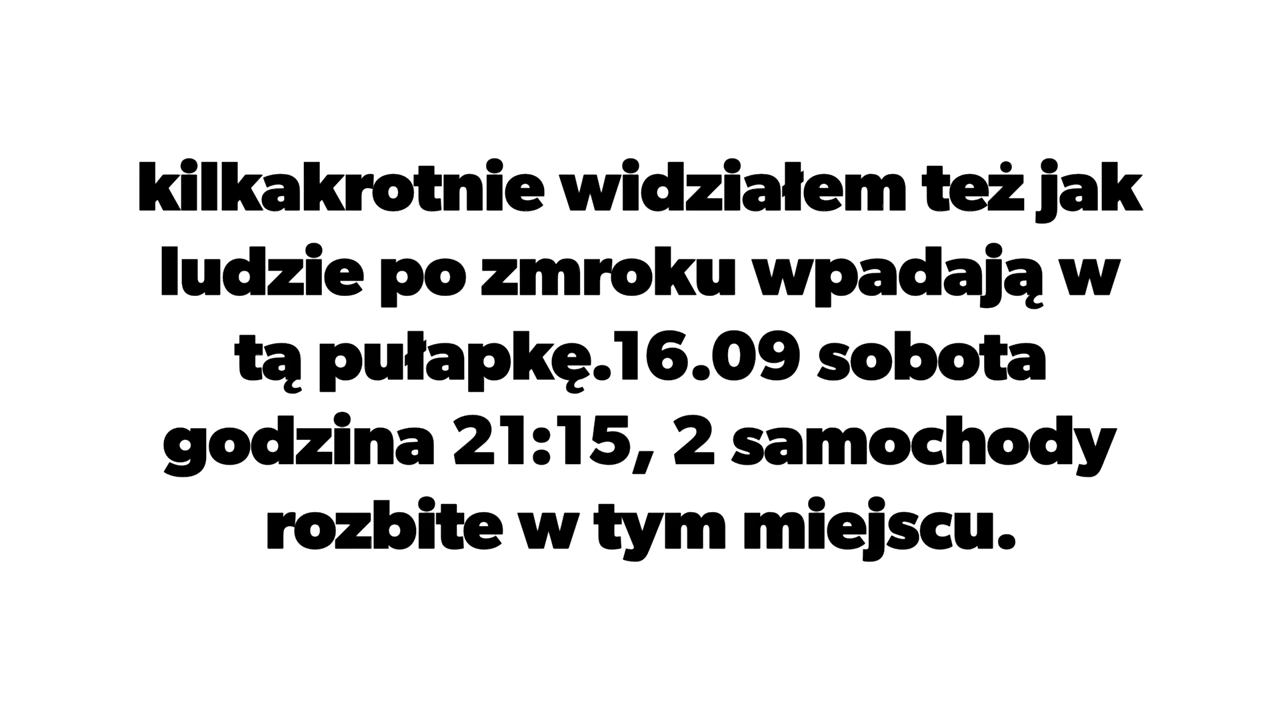 kilkakrotnie widziałem też jak
ludzie po zmroku wpadają w
tą pułapkę.16.09 sobota
godzina 21:15, 2 samochody
rozbite w tym miejscu.